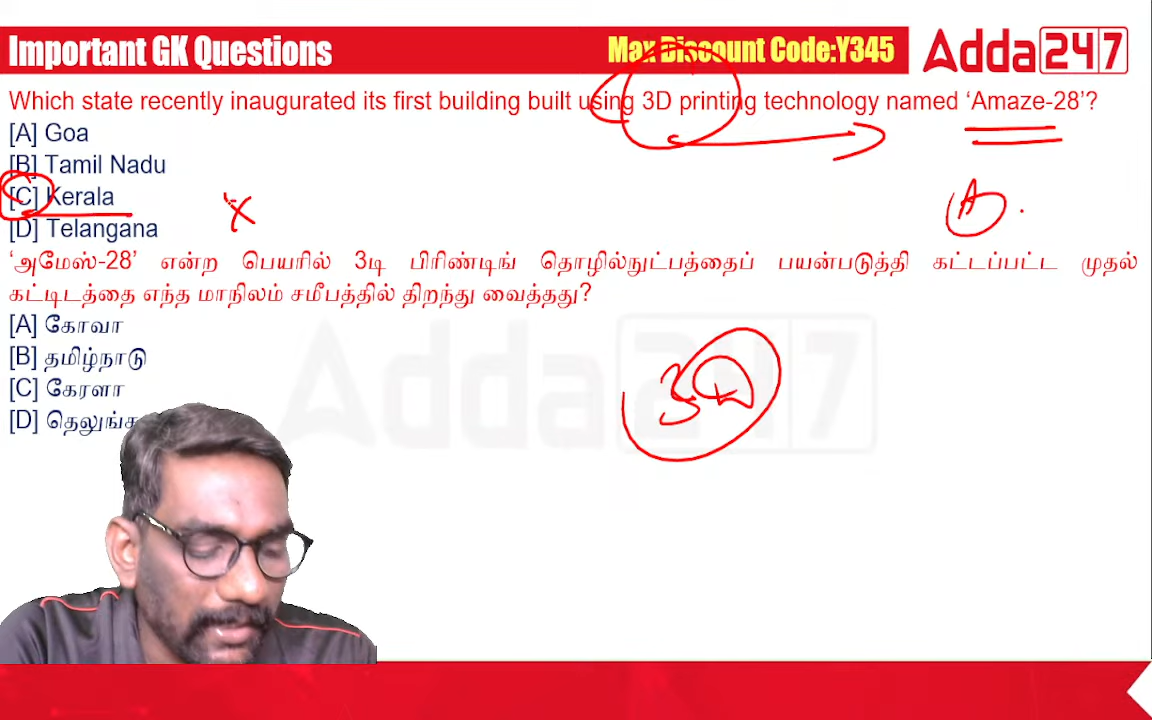 Important GK Questions
Max Discount Code:Y345
Adda247
Which state recently inaugurated its first building built using 3D printing technology named ‘Amaze-28’?
[A] Goa
[B] Tamil Nadu
[C] Kerala
[D] Telangana
A
‘அமேஸ்-28’ என்ற பெயரில் 3டி பிரிண்டிங் தொழில்நுட்பத்தைப் பயன்படுத்தி கட்டப்பட்ட முதல்
கட்டிடத்தை எந்த மாநிலம் சமீபத்தில் திறந்து வைத்தது?
[A] கோவா
[B] தமிழ்நாடு
[C] கேரளா
[D] தெலுங்க
3D
Adda247